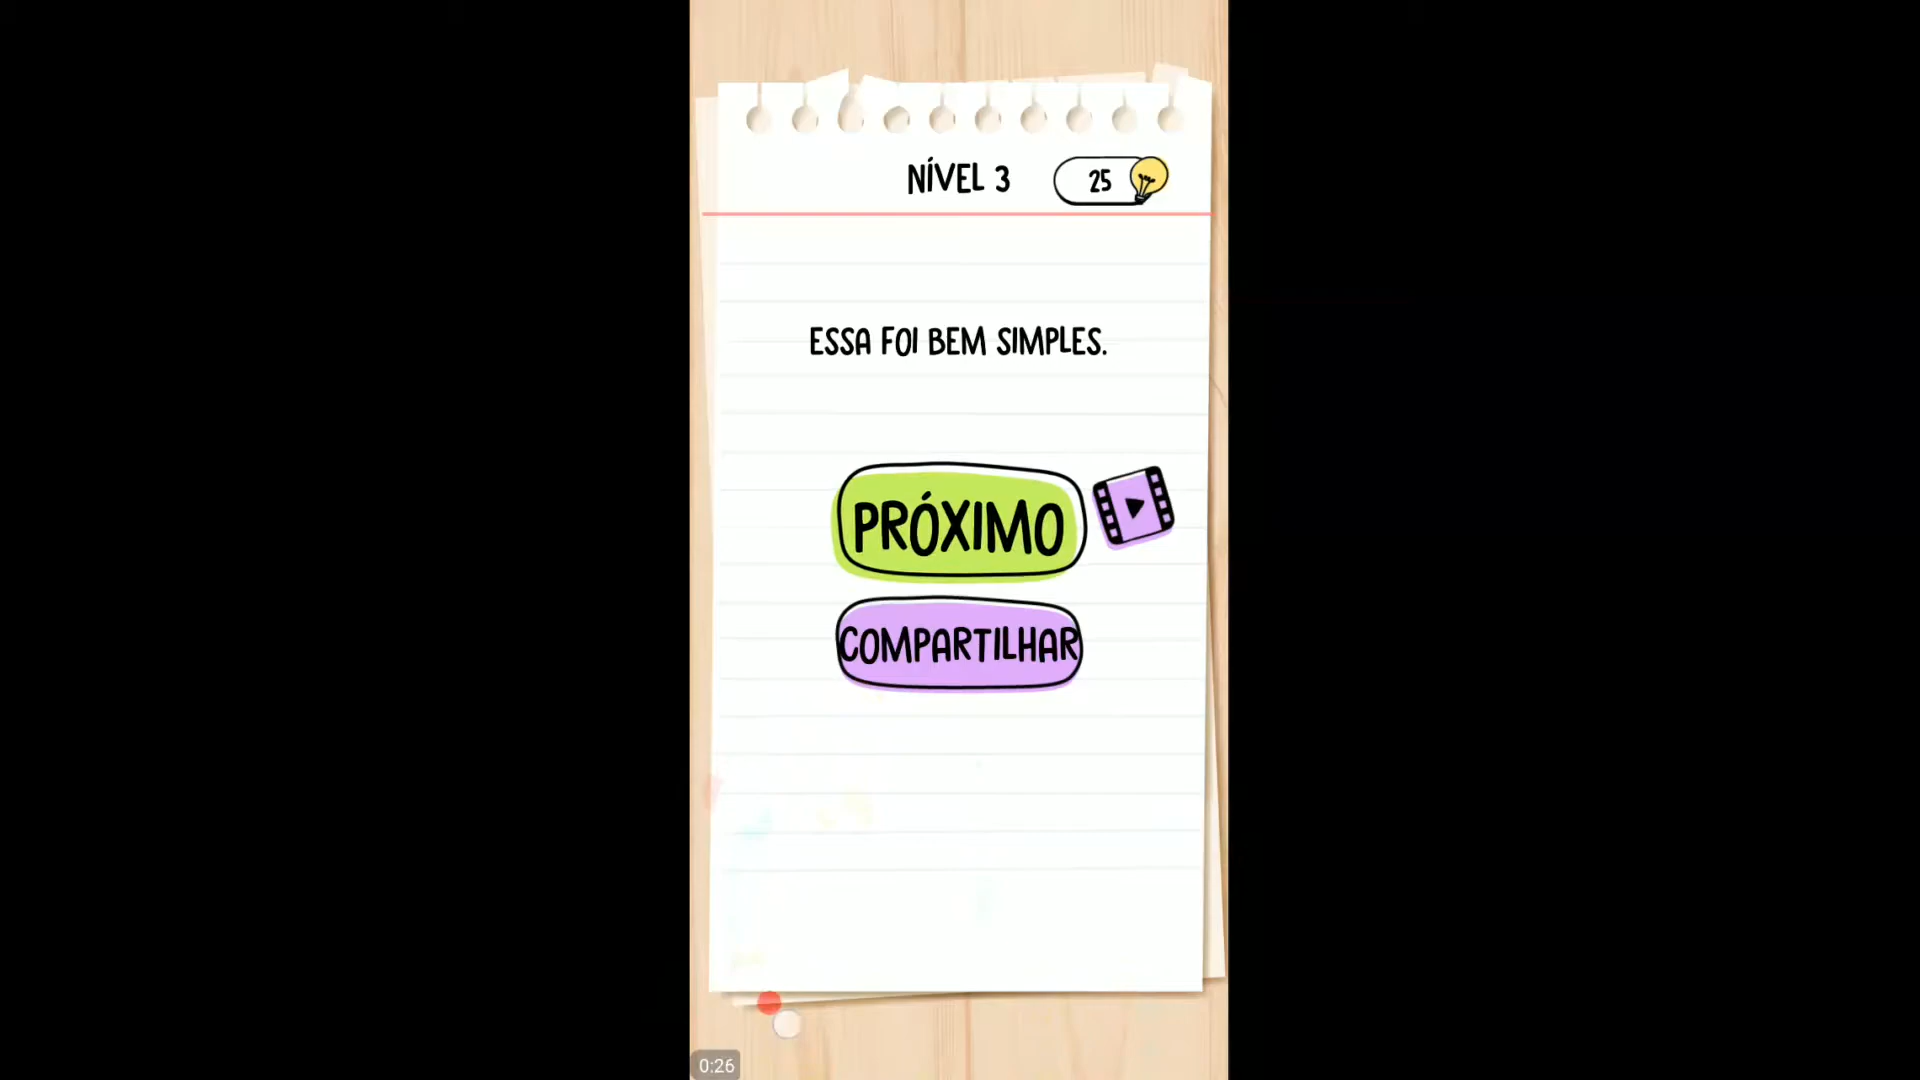 NÍVEL 3
25
ESSA FOI BEM SIMPLES.
PRÓXIMO
COMPARTILHAR
0:26